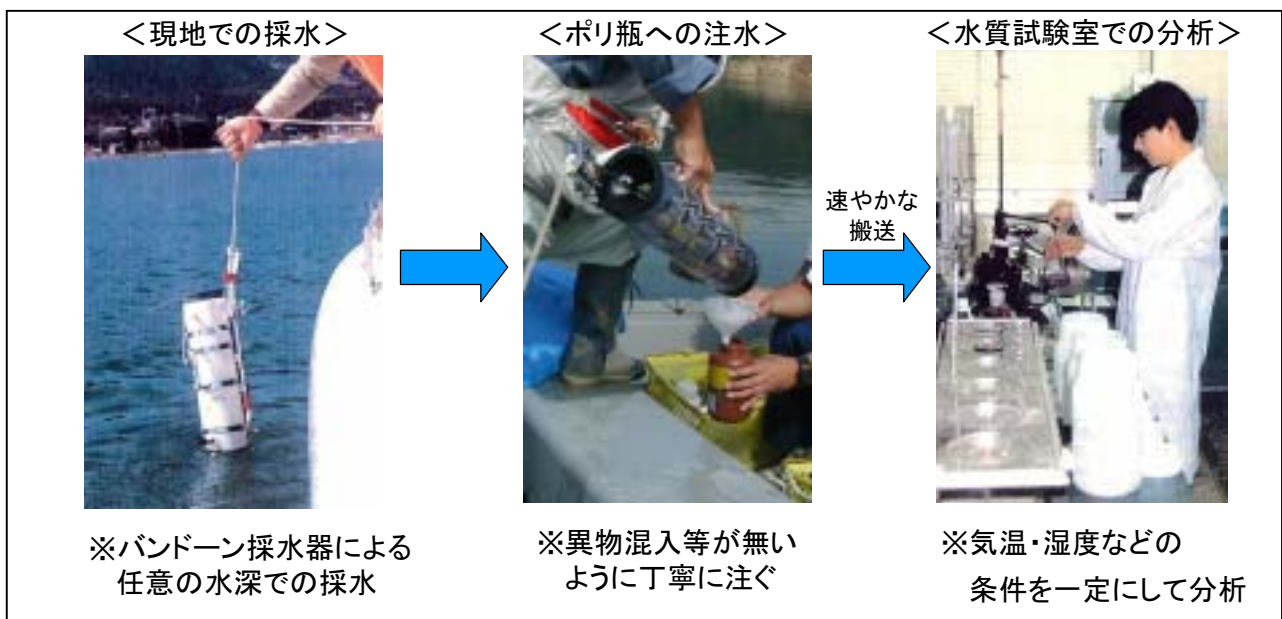 ＜現地での採水＞
＜ポリ瓶への注水＞
＜水質試験室での分析＞
速やかな
搬送
※バンドーン採水器による
任意の水深での採水
※異物混入等が無い
ように丁寧に注ぐ
※気温・湿度などの
条件を一定にして分析